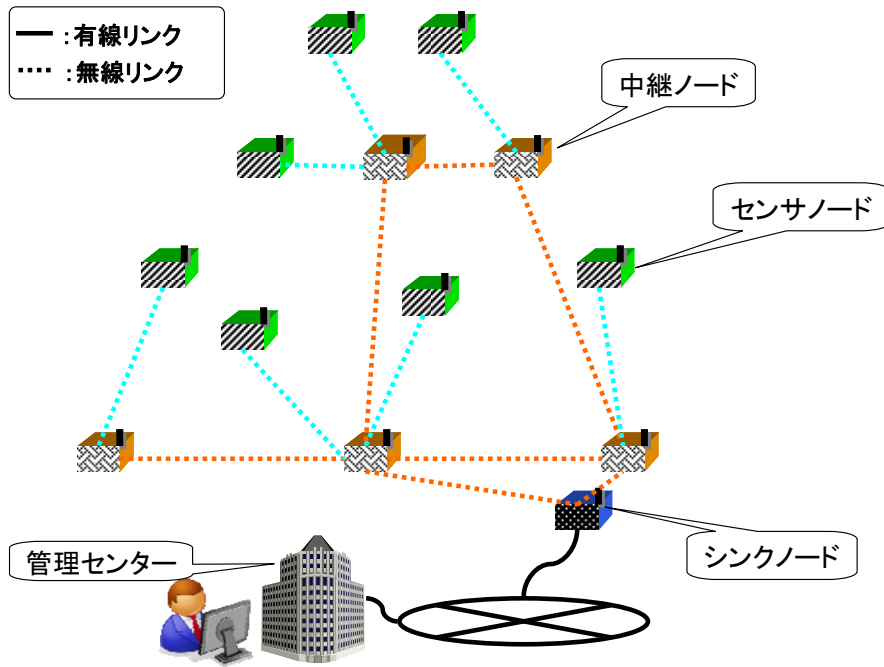 :有線リンク
:無線リンク
中継ノード
センサノード
シンクノード
管理センター